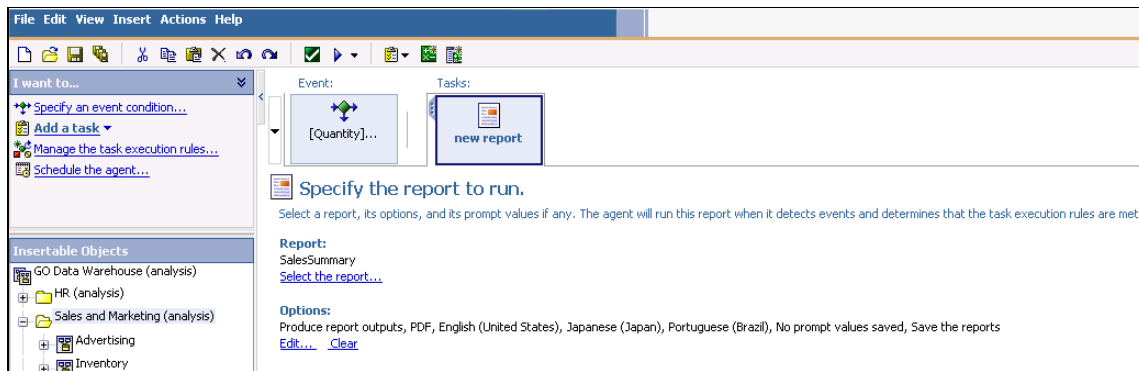 File Edit View Insert Actions Help
I want to...
Specify an event condition...
Add a task
Manage the task execution rules...
Schedule the agent...
Insertable Objects
GO Data Warehouse (analysis)
HR (analysis)
Sales and Marketing (analysis)
Advertising
Inventory
Event:
Tasks:
[Quantity]...
new report
Specify the report to run.
Select a report, its options, and its prompt values if any. The agent will run this report when it detects events and determines that the task execution rules are met
Report:
SalesSummary
Select the report...
Options:
Produce report outputs, PDF, English (United States), Japanese (Japan), Portuguese (Brazil), No prompt values saved, Save the reports
Edit... Clear